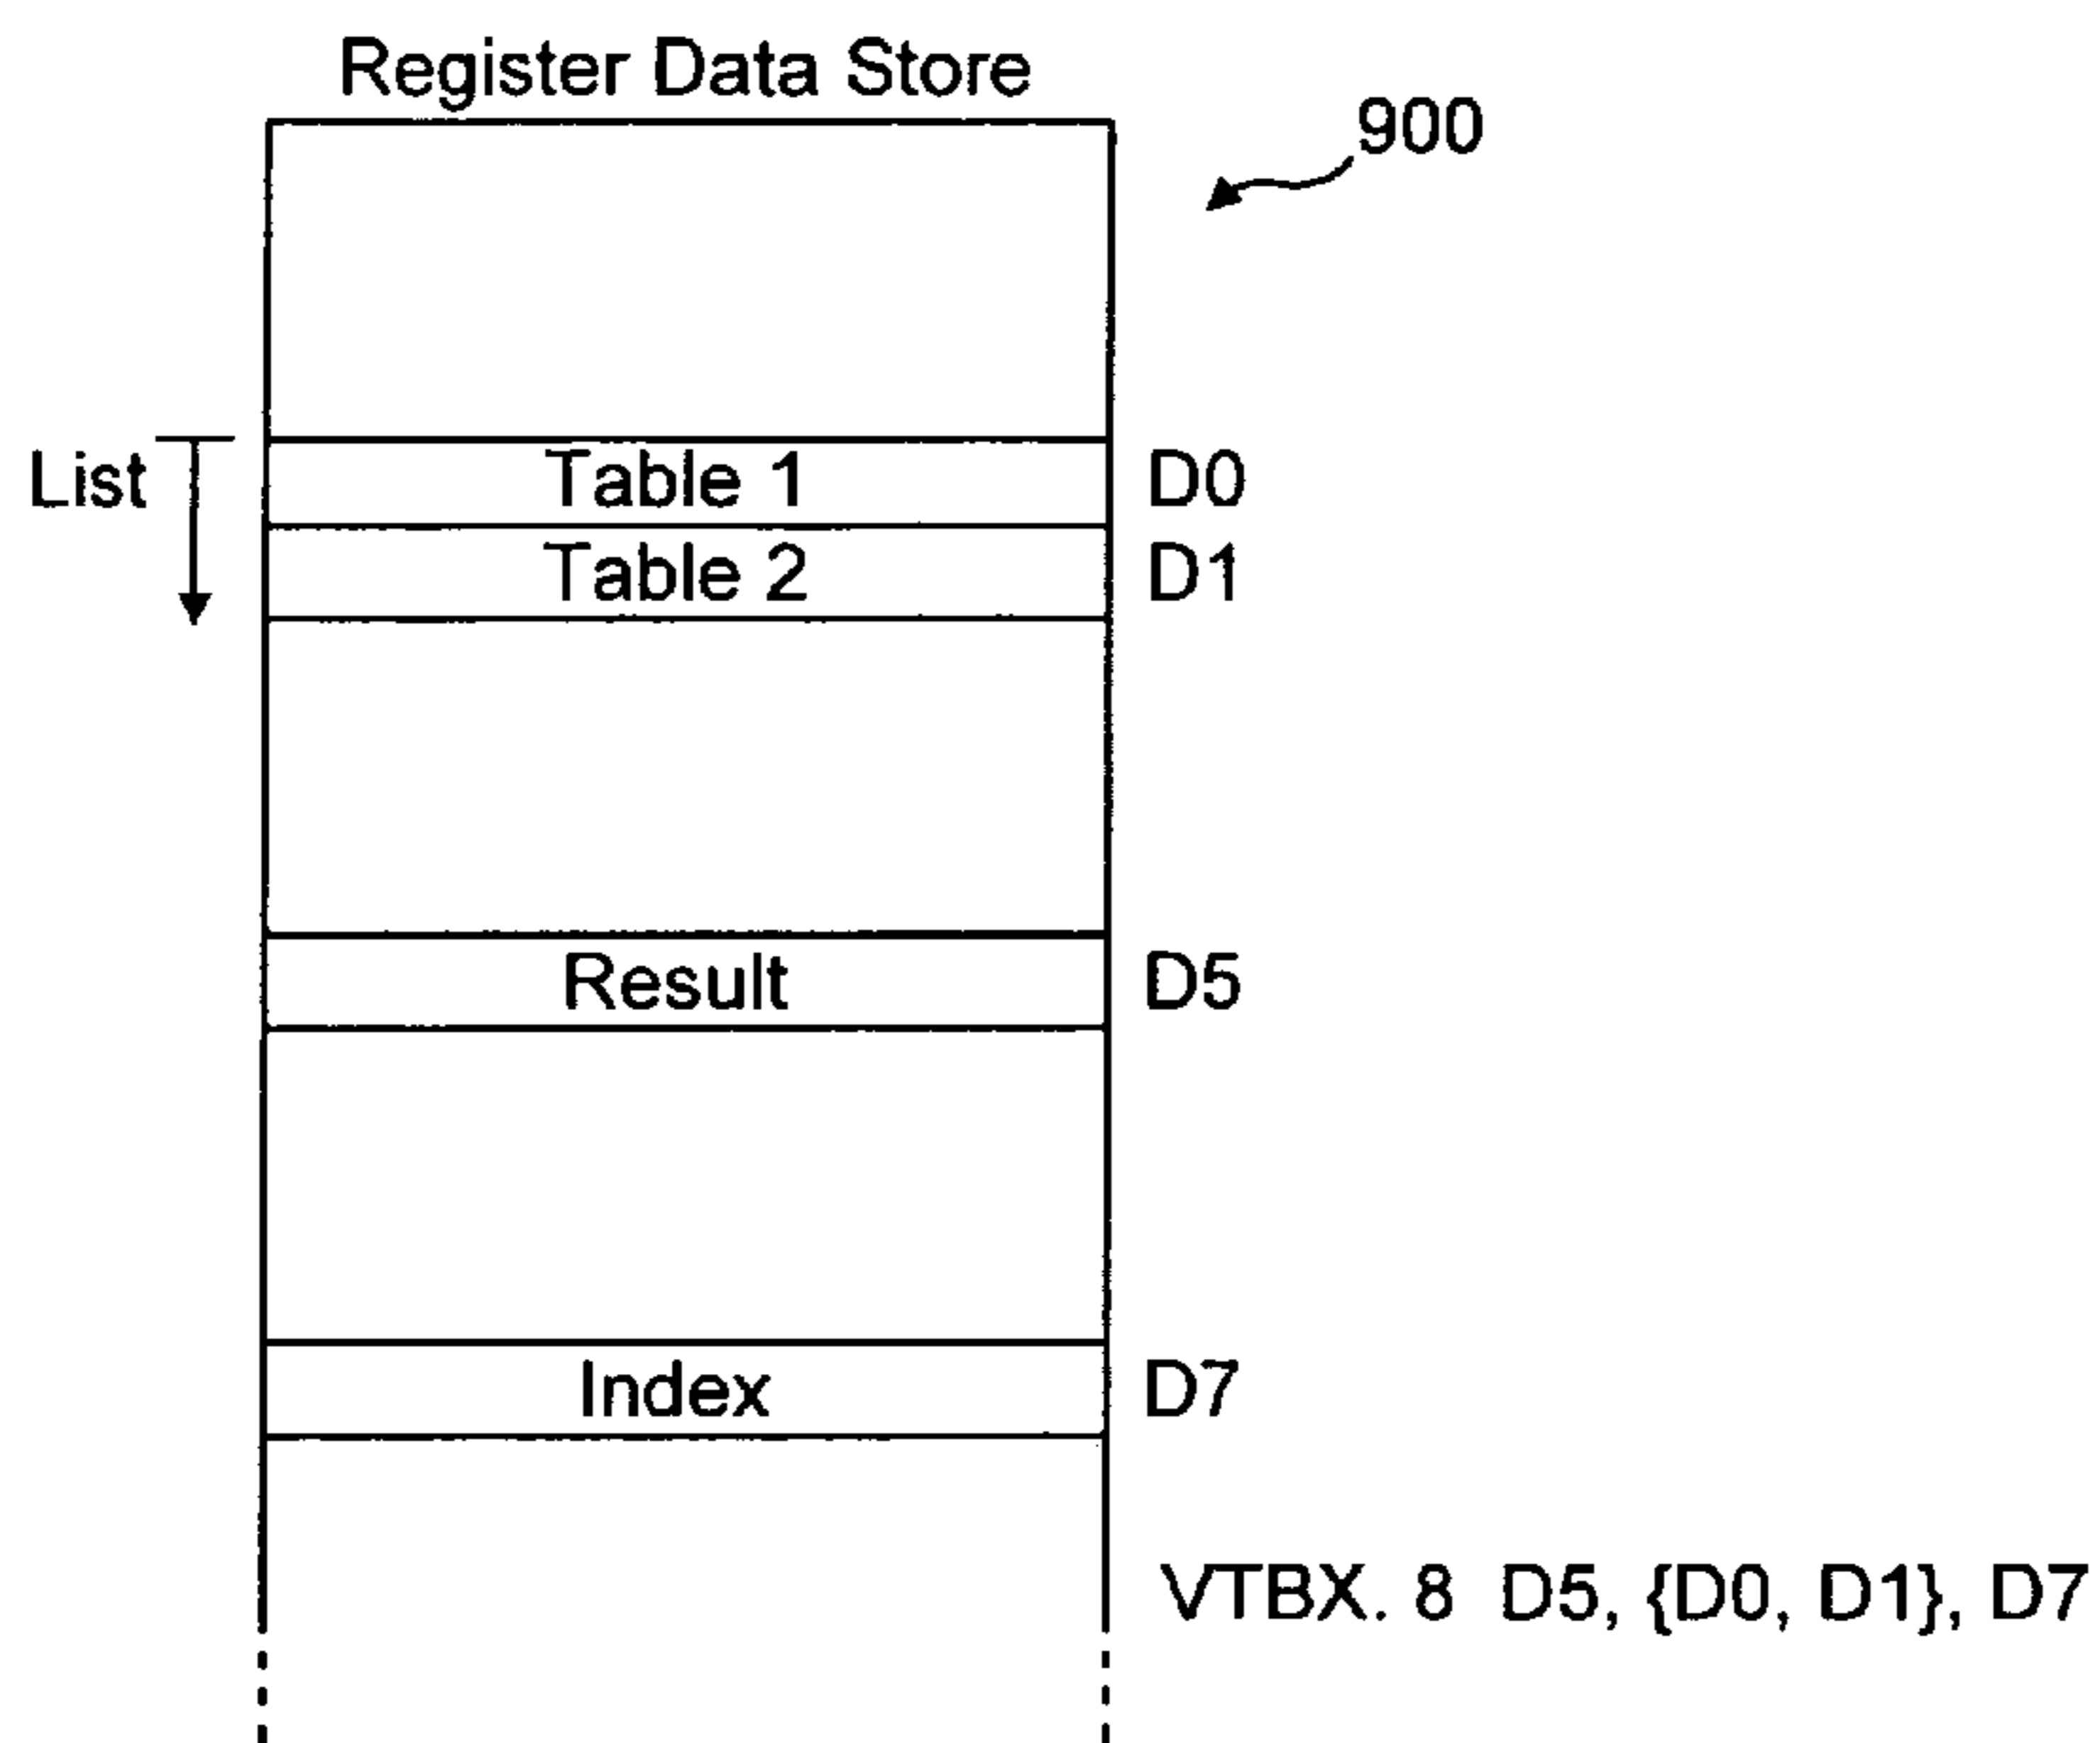 Register Data Store
900
List
Table 1 D0
Table 2 D1
Result D5
Index D7
VTBX. 8 D5, {D0, D1}, D7